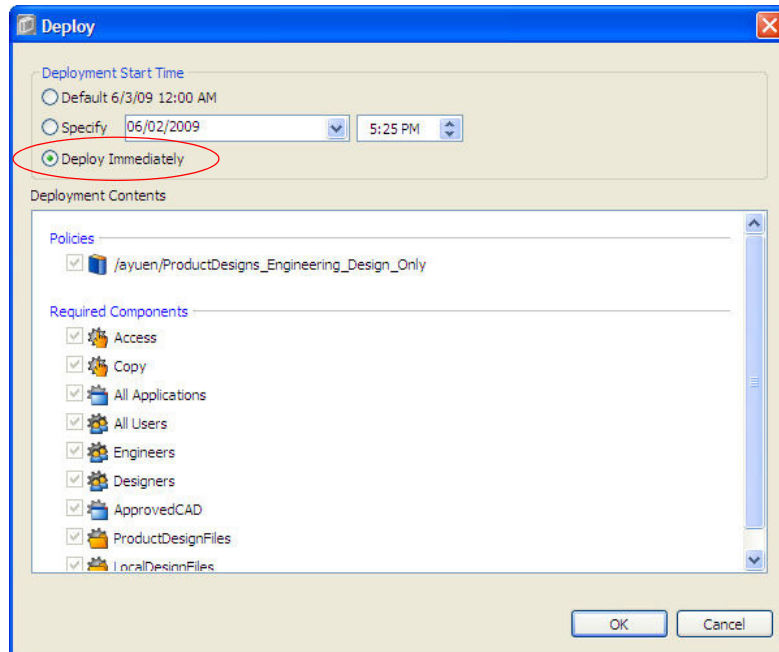 Deploy
Deployment Start Time
Default 6/3/09 12:00 AM
Specify 06/02/2009 5:25 PM
Deploy Immediately
Deployment Contents
Policies
/ayuen/ProductDesigns_Engineering_Design_Only
Required Components
Access
Copy
All Applications
All Users
Engineers
Designers
ApprovedCAD
ProductDesignFiles
LocalDesignFiles
OK Cancel